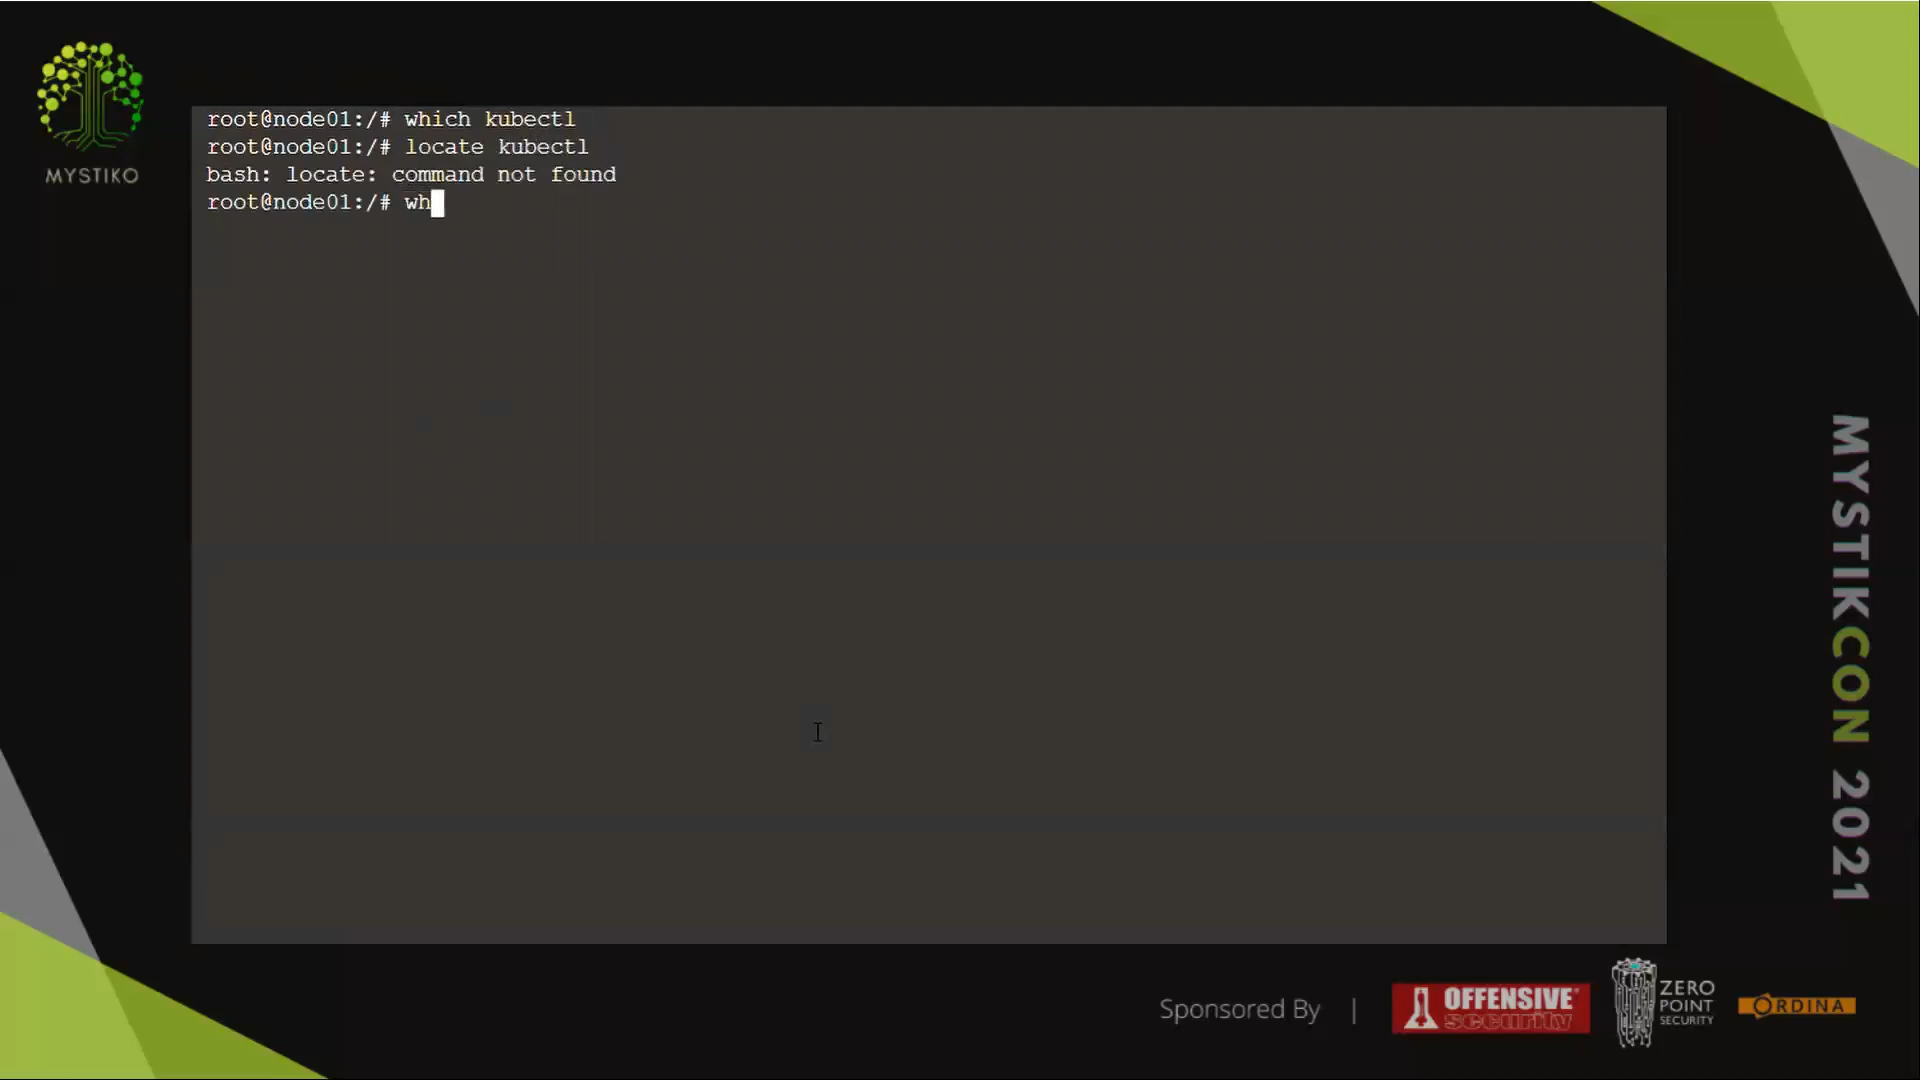 MYSTIKO
root@node01:/# which kubectl
root@node01:/# locate kubectl
bash: locate: command not found
root@node01:/# wh
MYSTIKCON 2021
Sponsored By |
OFFENSIVE
security
ZERO
POINT
SECURITY
ORDINA